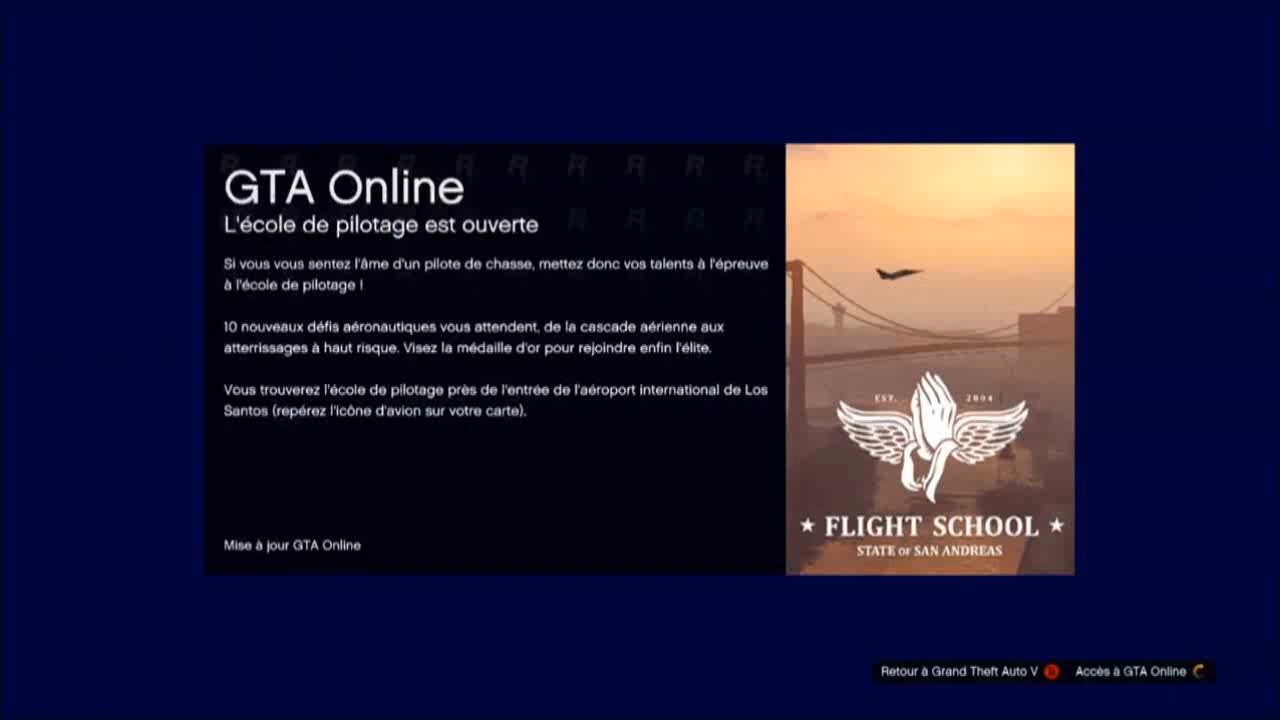 GTA Online
L'école de pilotage est ouverte
Si vous vous sentez l'âme d'un pilote de chasse, mettez donc vos talents à l'épreuve
à l'école de pilotage !
10 nouveaux défis aéronautiques vous attendent, de la cascade aérienne aux
atterrissages à haut risque. Visez la médaille d'or pour rejoindre enfin l'élite.
Vous trouverez l'école de pilotage près de l'entrée de l'aéroport international de Los
Santos (repérez l'icône d'avion sur votre carte).
Mise à jour GTA Online
EST. 2004
★ FLIGHT SCHOOL ★
STATE OF SAN ANDREAS
Retour à Grand Theft Auto V B Accès à GTA Online